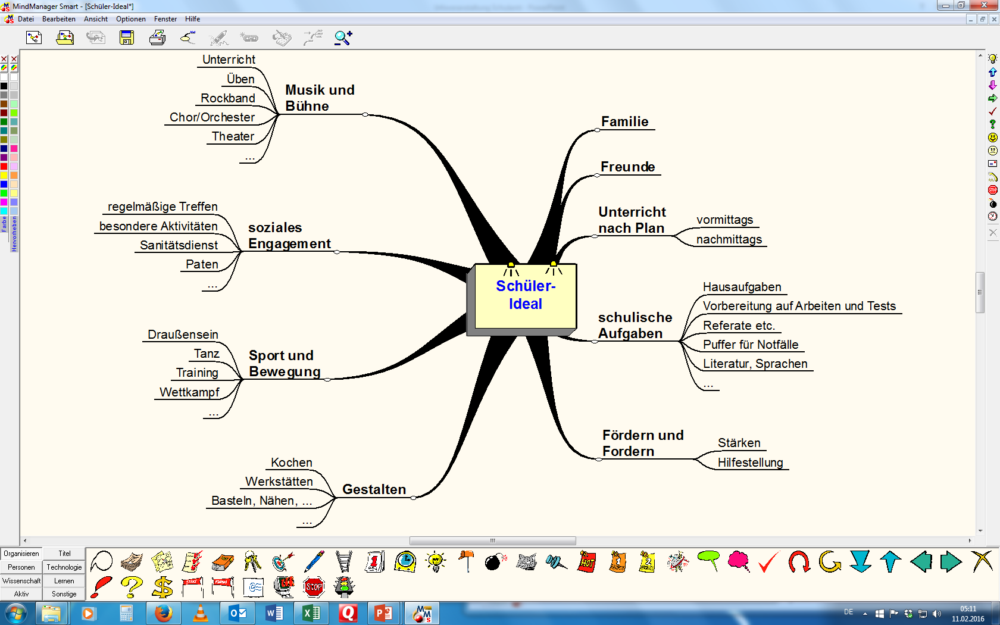 MindManager Smart - [Schüler-Ideal*]
Datei Bearbeiten Ansicht Optionen Fenster Hilfe
Farbe
Hervorheben
Unterricht
Üben
Rockband
Chor/Orchester
Theater
...
Musik und
Bühne
regelmäßige Treffen
besondere Aktivitäten
Sanitätsdienst
Paten
...
soziales
Engagement
Draußensein
Tanz
Training
Wettkampf
...
Sport und
Bewegung
Kochen
Werkstätten
Basteln, Nähen, ...
...
Gestalten
Schüler-
Ideal
Familie
Freunde
Unterricht
nach Plan
vormittags
nachmittags
schulische
Aufgaben
Hausaufgaben
Vorbereitung auf Arbeiten und Tests
Referate etc.
Puffer für Notfälle
Literatur, Sprachen
...
Fördern und
Fordern
Stärken
Hilfestellung
STOP
Organisieren Titel
Personen Technologie
Wissenschaft Lernen
Aktiv Sonstige
HOT
START
STOP
DE
05:11
11.02.2016